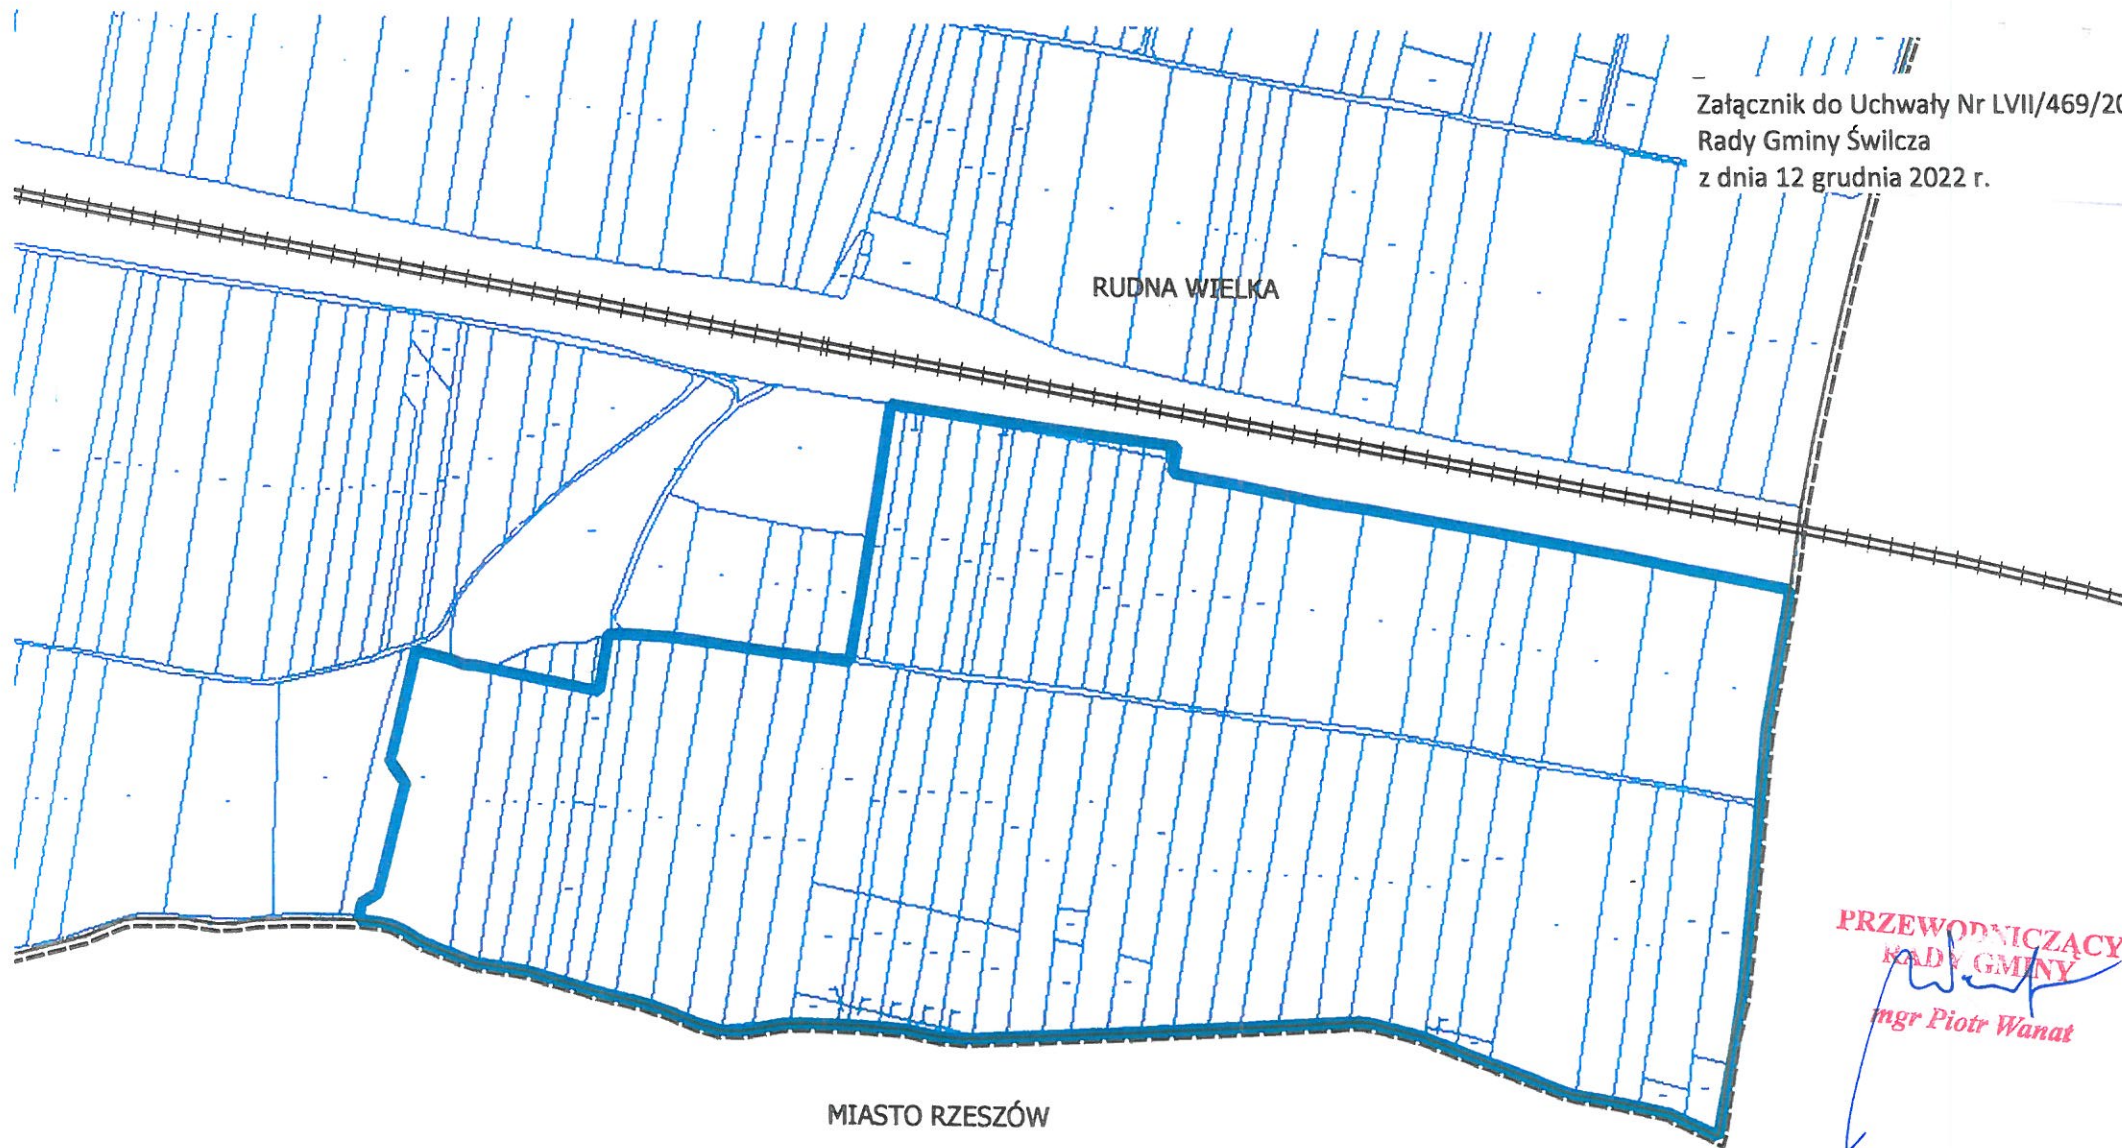 Załącznik do Uchwały Nr LVII/469/20
Rady Gminy Świlcza
z dnia 12 grudnia 2022 r.
RUDNA WIELKA
PRZEWODNICZĄCY
RADY GMINY
mgr Piotr Wanat
MIASTO RZESZÓW